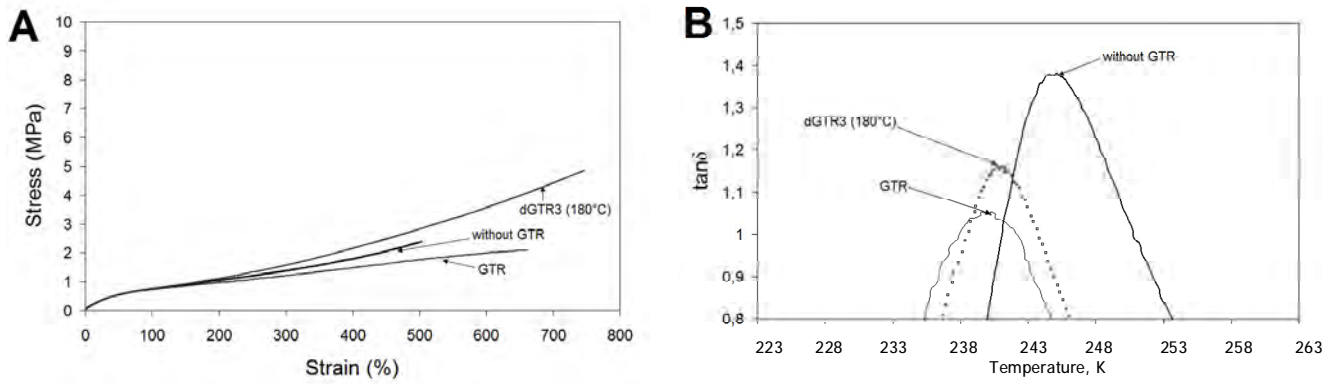 A
10
9
8
7
6
5
4
3
2
1
0
Stress (MPa)
dGTR3 (180°C)
without GTR
GTR
0 100 200 300 400 500 600 700 800
Strain (%)
B
1,5
1,4
1,3
1,2
1,1
1
0,9
0,8
tanδ
without GTR
dGTR3 (180°C)
GTR
223 228 233 238 243 248 253 258 263
Temperature, K